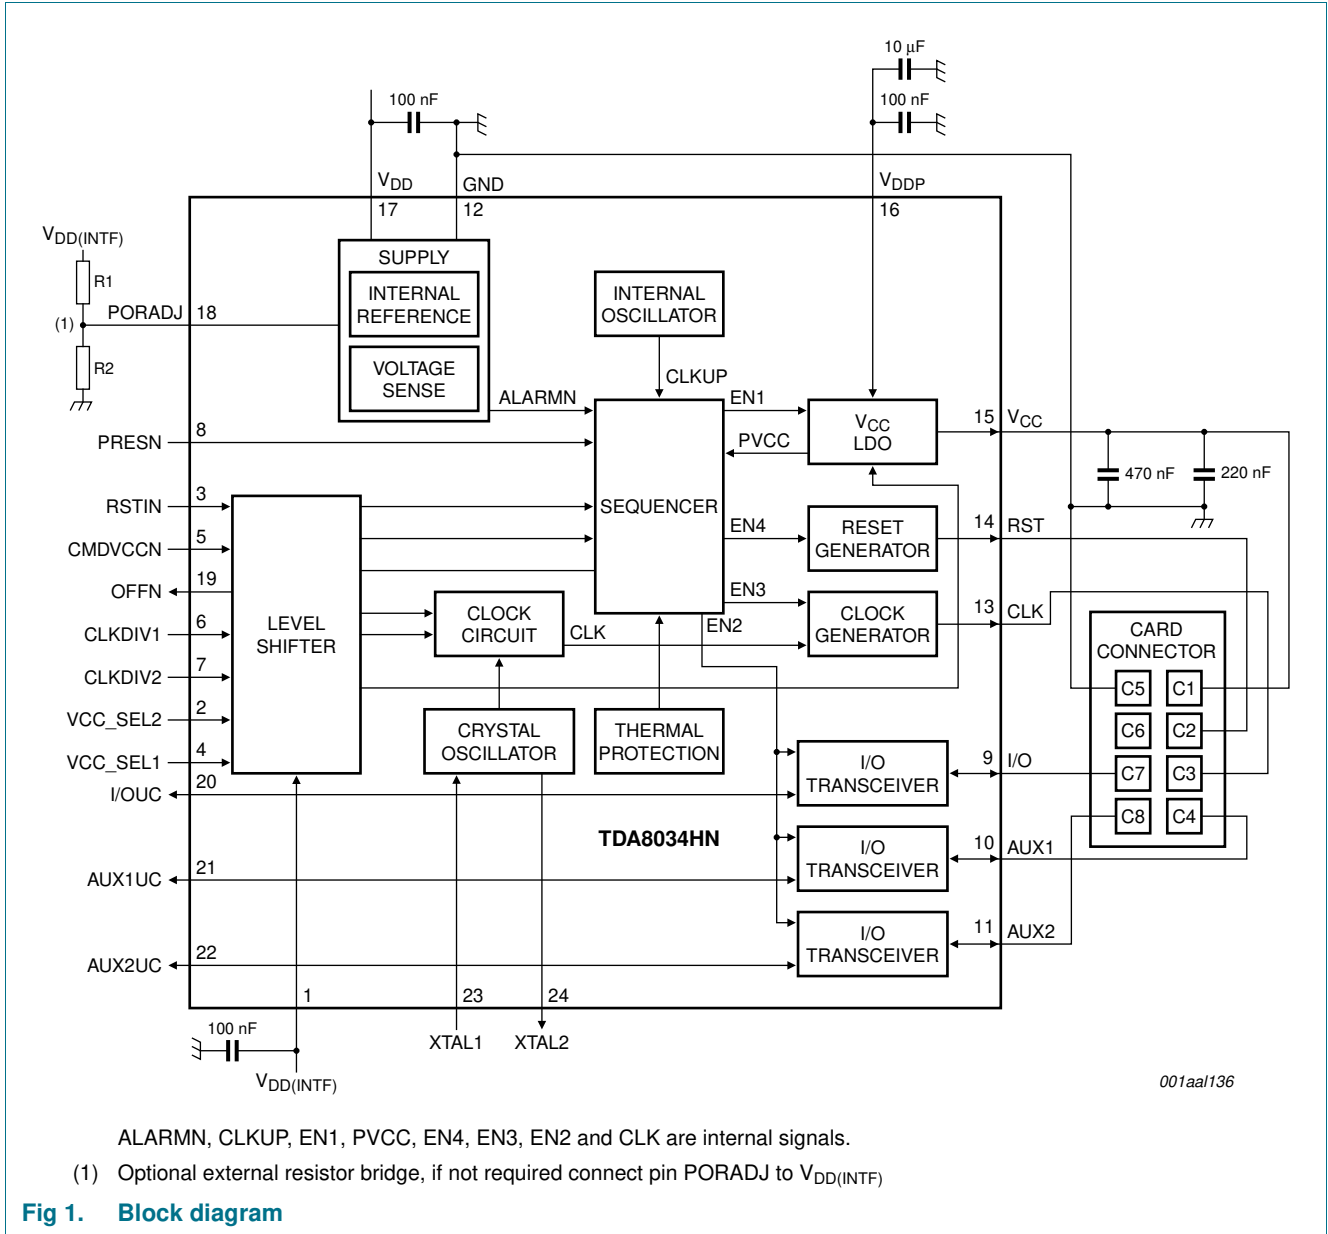 10 μF
100 nF
100 nF
VDD
GND
VDDP
17
12
16
VDD(INTF)
R1
PORADJ
18
(1)
R2
SUPPLY
INTERNAL
REFERENCE
VOLTAGE
SENSE
INTERNAL
OSCILLATOR
CLKUP
ALARMN
EN1
PVCC
VCC
LDO
15
VCC
470 nF
220 nF
PRESN
8
RSTIN
3
CMDVCCN
5
OFFN
19
CLKDIV1
6
CLKDIV2
7
VCC_SEL2
2
VCC_SEL1
4
I/OUC
20
AUX1UC
21
AUX2UC
22
LEVEL
SHIFTER
SEQUENCER
EN4
RESET
GENERATOR
14
RST
EN3
EN2
CLOCK
CIRCUIT
CLK
CLOCK
GENERATOR
13
CLK
CRYSTAL
OSCILLATOR
THERMAL
PROTECTION
CARD
CONNECTOR
C5
C1
C6
C2
C7
C3
C8
C4
I/O
TRANSCEIVER
9
I/O
TDA8034HN
I/O
TRANSCEIVER
10
AUX1
I/O
TRANSCEIVER
11
AUX2
1
23
24
100 nF
VDD(INTF)
XTAL1
XTAL2
001aal136
ALARMN, CLKUP, EN1, PVCC, EN4, EN3, EN2 and CLK are internal signals.
(1) Optional external resistor bridge, if not required connect pin PORADJ to VDD(INTF)
Fig 1. Block diagram